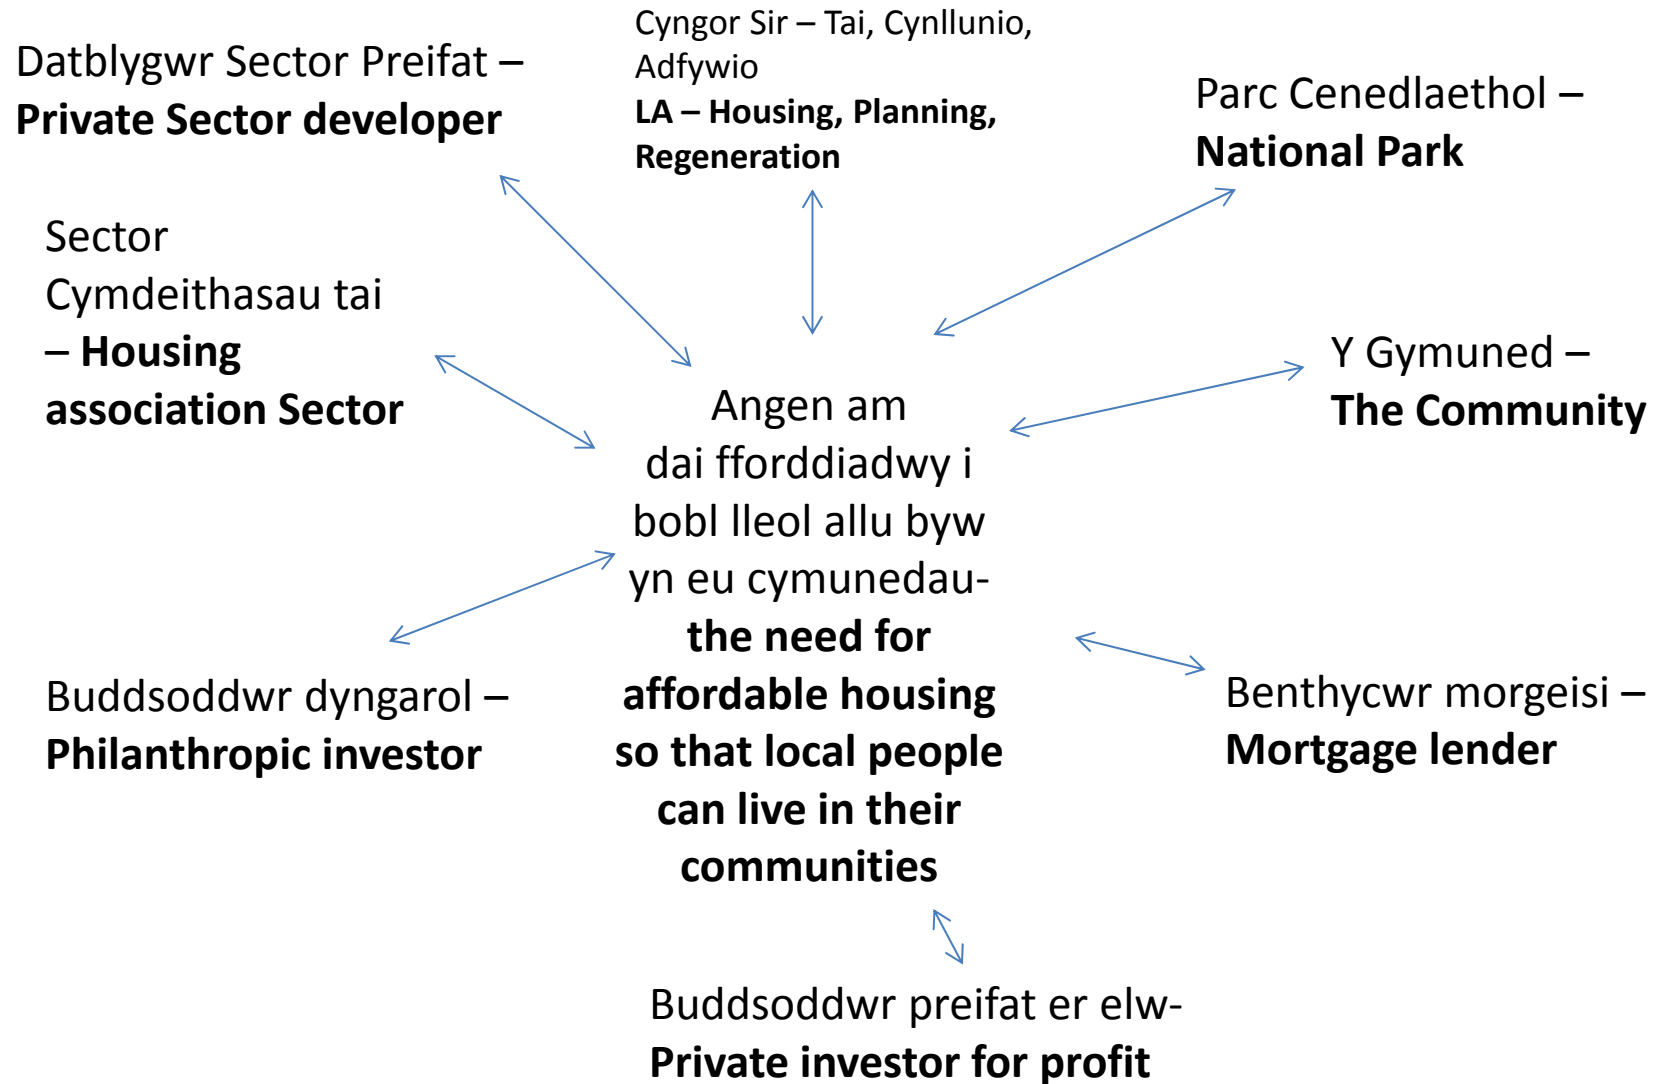 Datblygwr Sector Preifat –
Private Sector developer
Cyngor Sir – Tai, Cynllunio,
Adfywio
LA – Housing, Planning,
Regeneration
Parc Cenedlaethol –
National Park
Sector
Cymdeithasau tai
– Housing
association Sector
Y Gymuned –
The Community
Angen am
dai fforddiadwy i
bobl lleol allu byw
yn eu cymunedau-
the need for
affordable housing
so that local people
can live in their
communities
Buddsoddwr dyngarol –
Philanthropic investor
Benthycwr morgeisi –
Mortgage lender
Buddsoddwr preifat er elw-
Private investor for profit